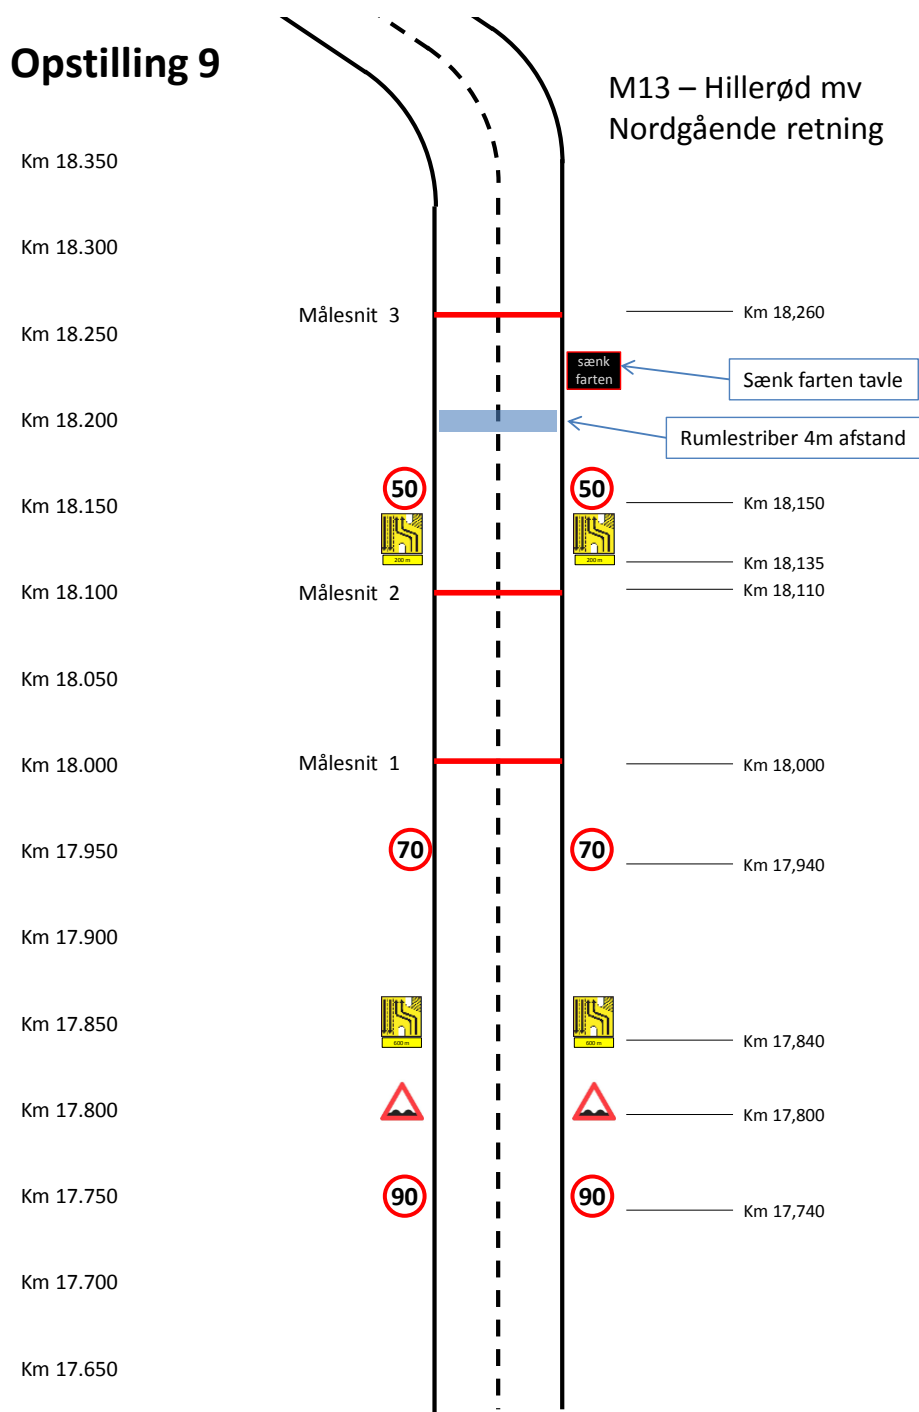 Opstilling 9
M13 – Hillerød mv
Nordgående retning
Km 18.350
Km 18.300
Målesnit 3
Km 18,260
Km 18.250
sænk
farten
Sænk farten tavle
Km 18.200
Rumlestriber 4m afstand
50
50
Km 18.150
Km 18,150
200 m
200 m
Km 18,135
Km 18.100
Målesnit 2
Km 18,110
Km 18.050
Km 18.000
Målesnit 1
Km 18,000
Km 17.950
70
70
Km 17,940
Km 17.900
Km 17.850
600 m
600 m
Km 17,840
Km 17.800
Km 17,800
Km 17.750
90
90
Km 17,740
Km 17.700
Km 17.650